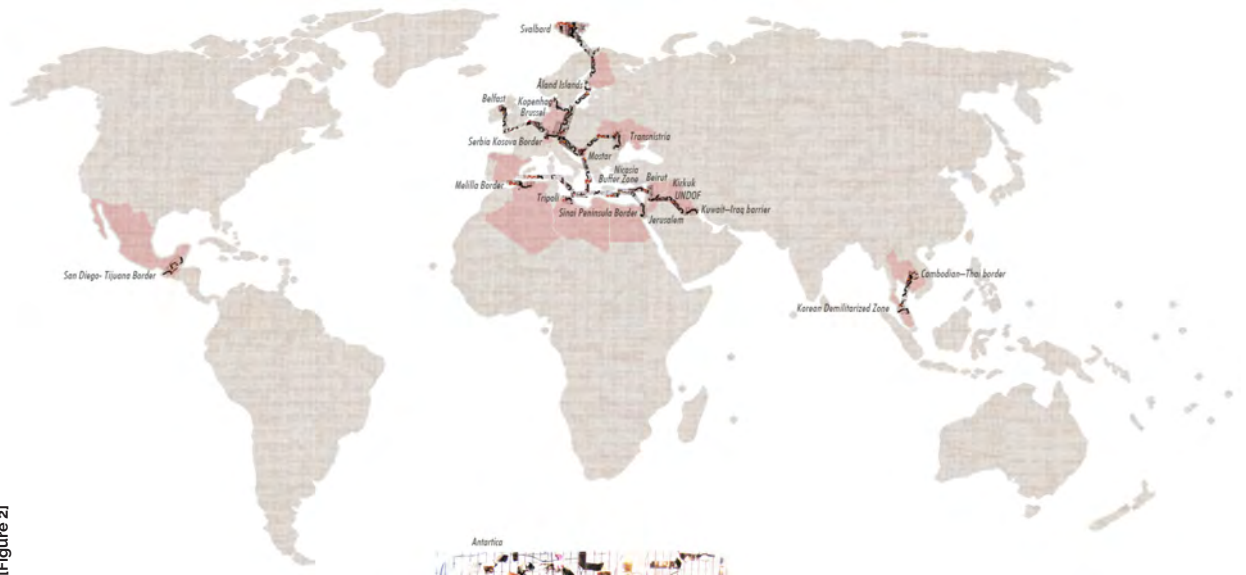 Svalbard
Åland Islands
Belfast
Kopenhag
Brussel
Serbia Kosova Border
Transnistria
Mostar
Nicosia
Buffer Zone
Beirut
Kirkuk
UNDOF
Melilla Border
Tripoli
Sinai Peninsula Border
Jerusalem
Kuwait–Iraq barrier
San Diego- Tijuana Border
Cambodian–Thai border
Korean Demilitarized Zone
Antartica
[Figure 2]